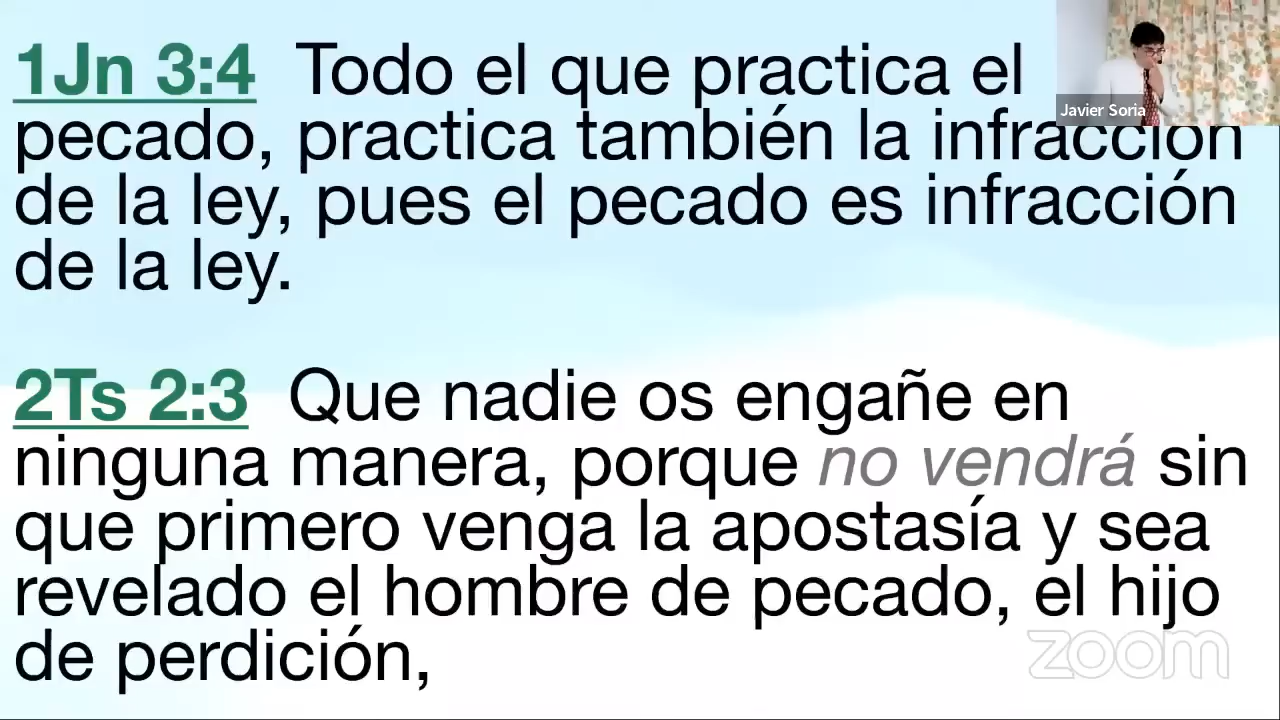 1Jn 3:4 Todo el que practica el
pecado, practica también la infracción
de la ley, pues el pecado es infracción
de la ley.
2Ts 2:3 Que nadie os engañe en
ninguna manera, porque no vendrá sin
que primero venga la apostasía y sea
revelado el hombre de pecado, el hijo
de perdición,
Javier Soria
zoom